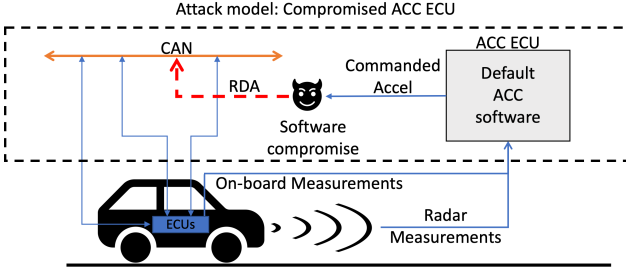 Attack model: Compromised ACC ECU
CAN
ACC ECU
RDA
Commanded
Accel
Default
ACC
software
Software
compromise
On-board Measurements
ECUs
Radar
Measurements